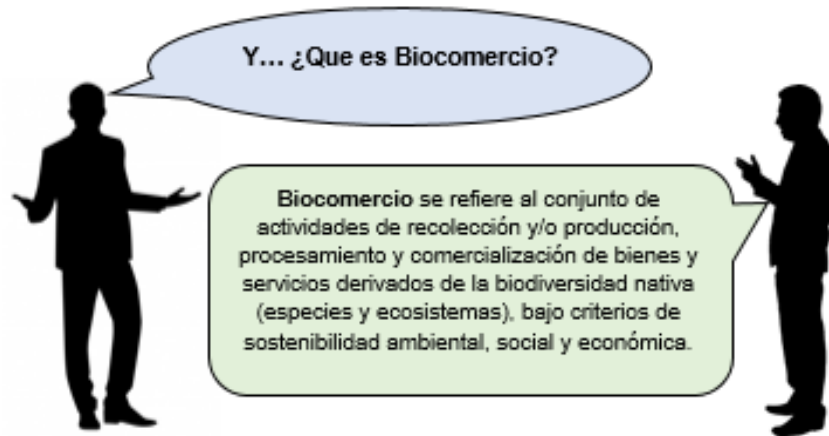 Y... ¿Que es Biocomercio?
Biocomercio se refiere al conjunto de
actividades de recolección y/o producción,
procesamiento y comercialización de bienes y
servicios derivados de la biodiversidad nativa
(especies y ecosistemas), bajo criterios de
sostenibilidad ambiental, social y económica.